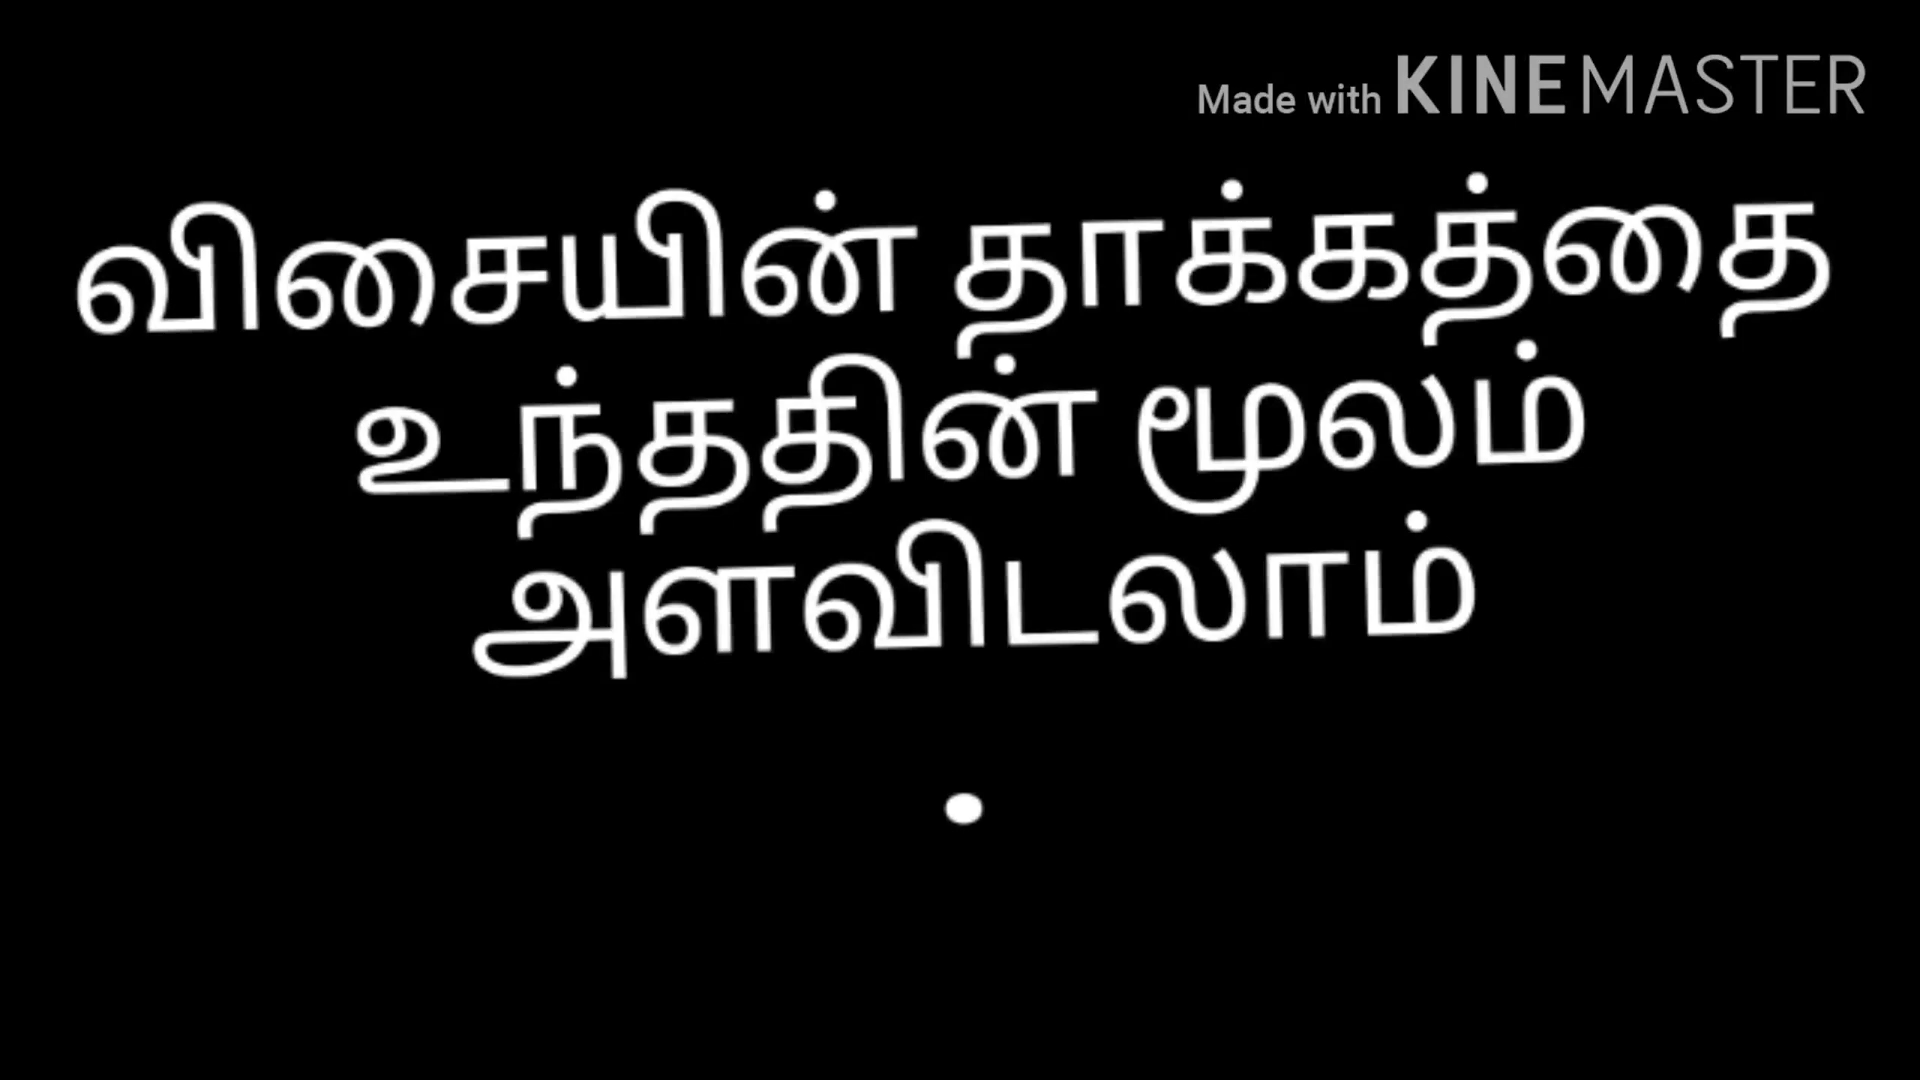 Made with KINEMASTER
விசையின் தாக்கத்தை
உந்ததின் மூலம்
அளவிடலாம்
.